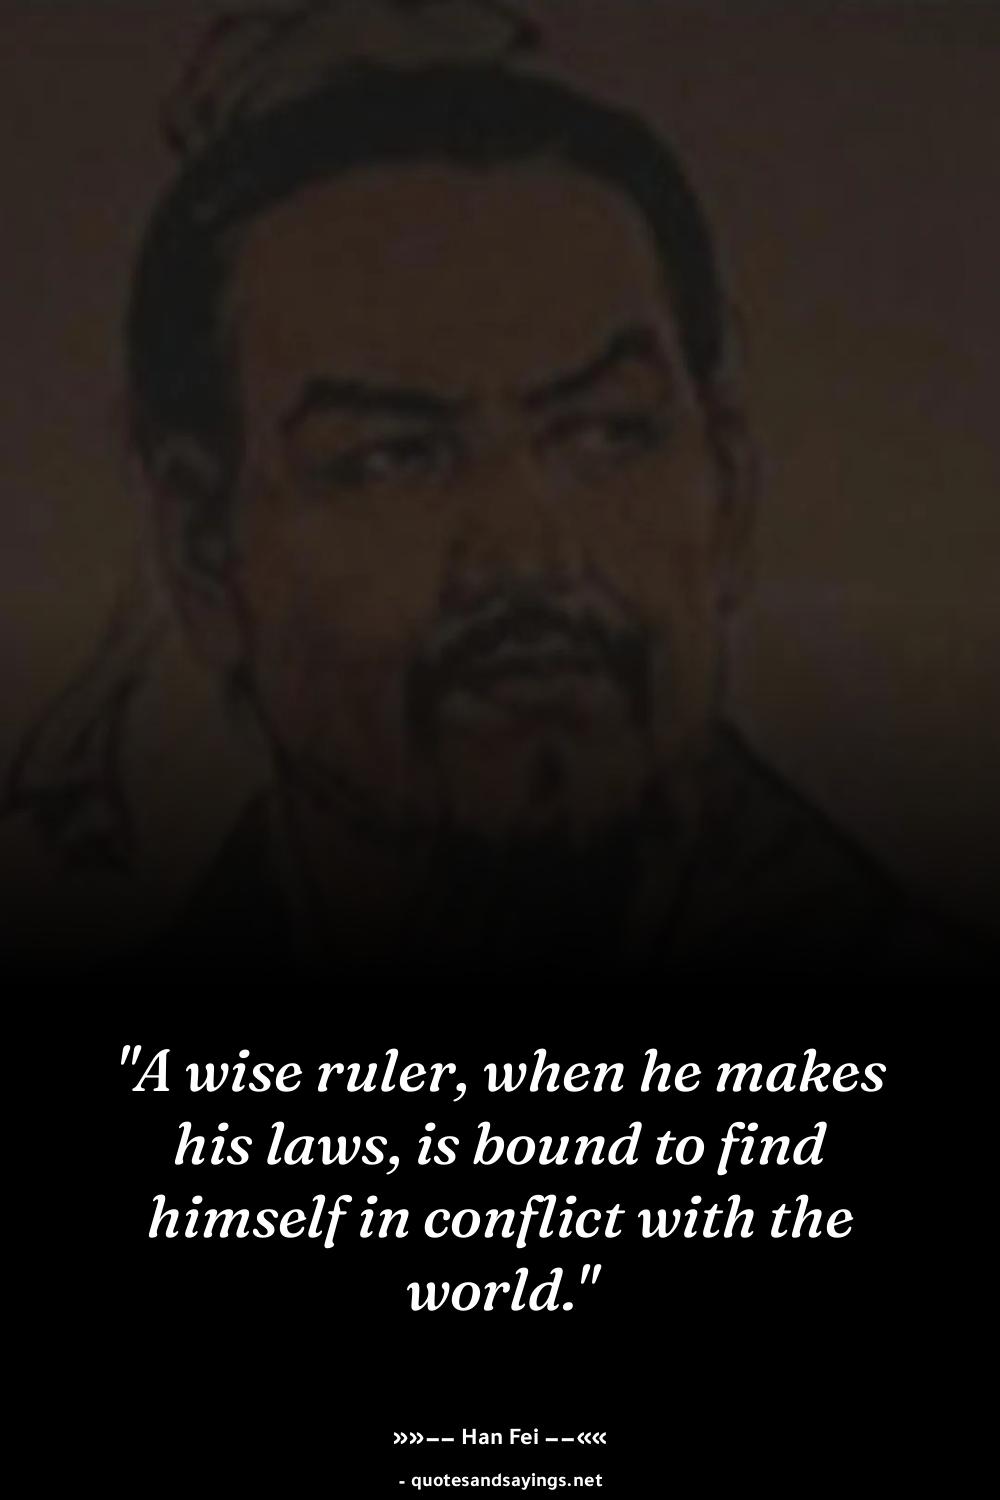 "A wise ruler, when he makes
his laws, is bound to find
himself in conflict with the
world."
»»–– Han Fei ––««
- quotesandsayings.net